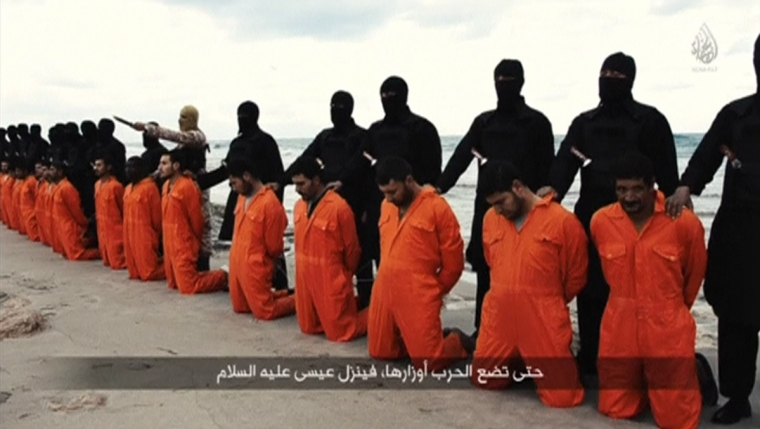 حتى تضع الحرب أوزارها، فينزل عيسى عليه السلام